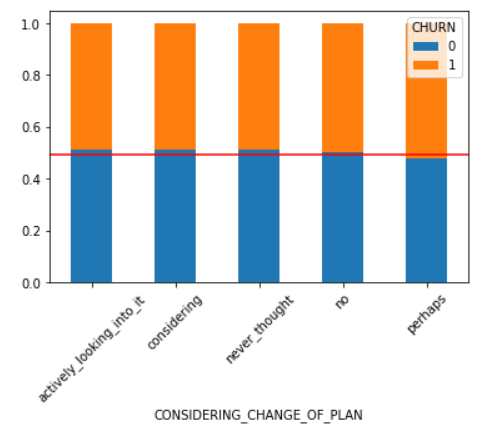 1.0
0.8
0.6
0.4
0.2
0.0
CHURN
0
1
actively_looking_into_it
considering
never_thought
no
perhaps
CONSIDERING_CHANGE_OF_PLAN